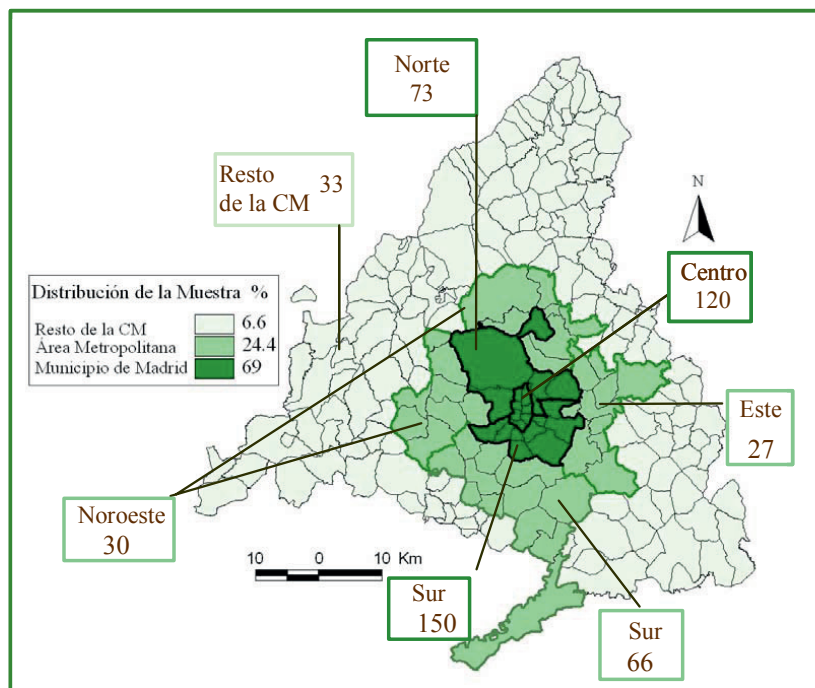 Norte
73
Resto 33
de la CM
N
Centro
120
Distribución de la Muestra %
Resto de la CM 6.6
Àrea Metropolitana 24.4
Municipio de Madrid 69
Este
27
Noroeste
30
10 0 10 Km
Sur
150
Sur
66